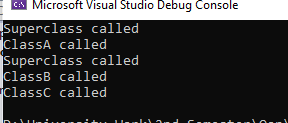 Microsoft Visual Studio Debug Console
Superclass called
ClassA called
Superclass called
ClassB called
ClassC called